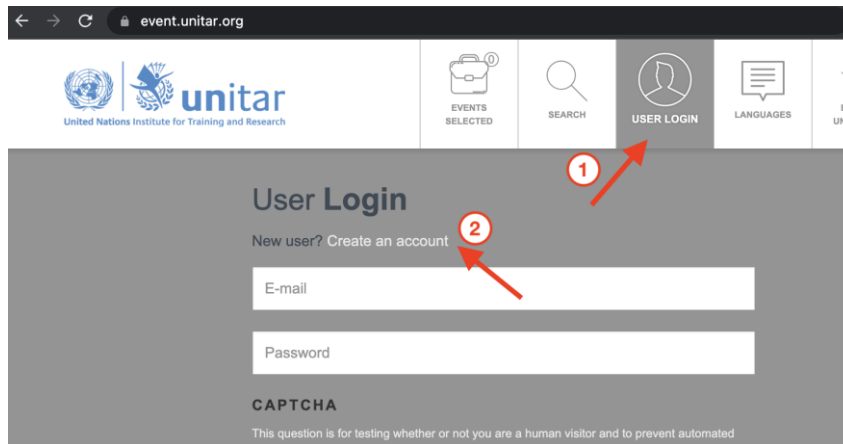 event.unitar.org
unitar
United Nations Institute for Training and Research
0
EVENTS
SELECTED
SEARCH
USER LOGIN
LANGUAGES
1
User Login
2
New user? Create an account
E-mail
Password
CAPTCHA
This question is for testing whether or not you are a human visitor and to prevent automated